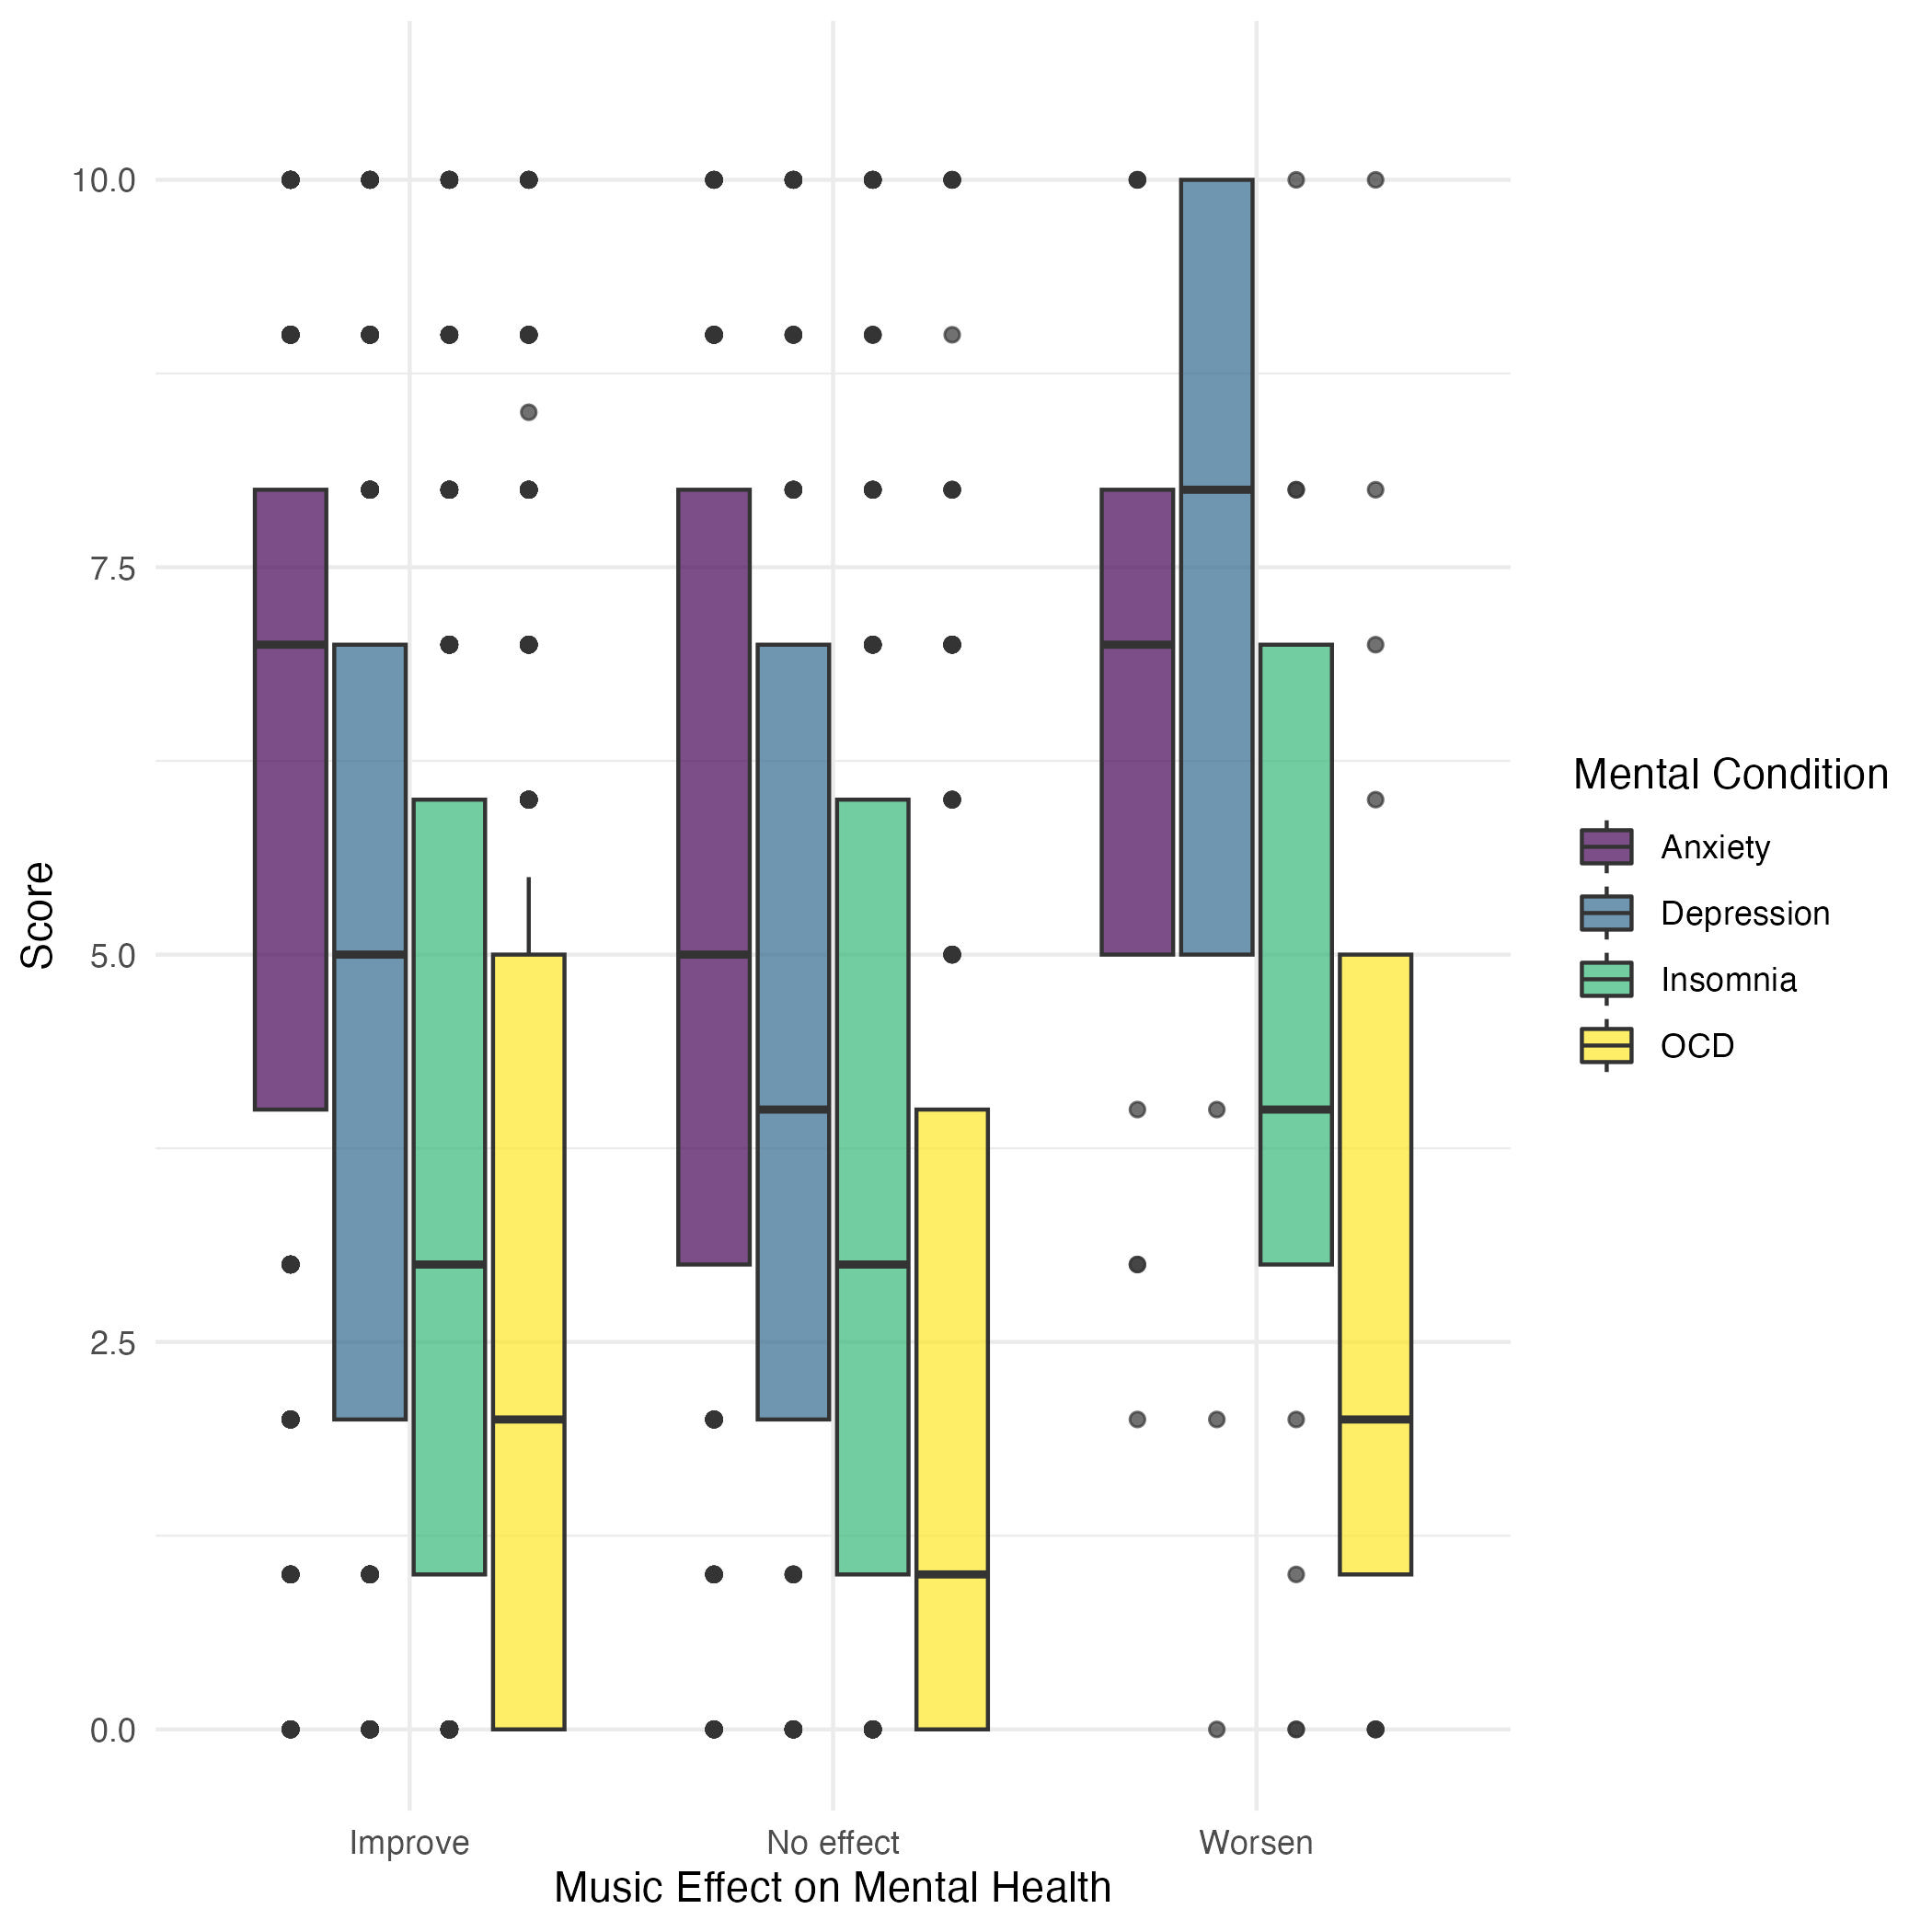 10.0
7.5
5.0
2.5
0.0
Score
Improve
No effect
Worsen
Music Effect on Mental Health
Mental Condition
Anxiety
Depression
Insomnia
OCD